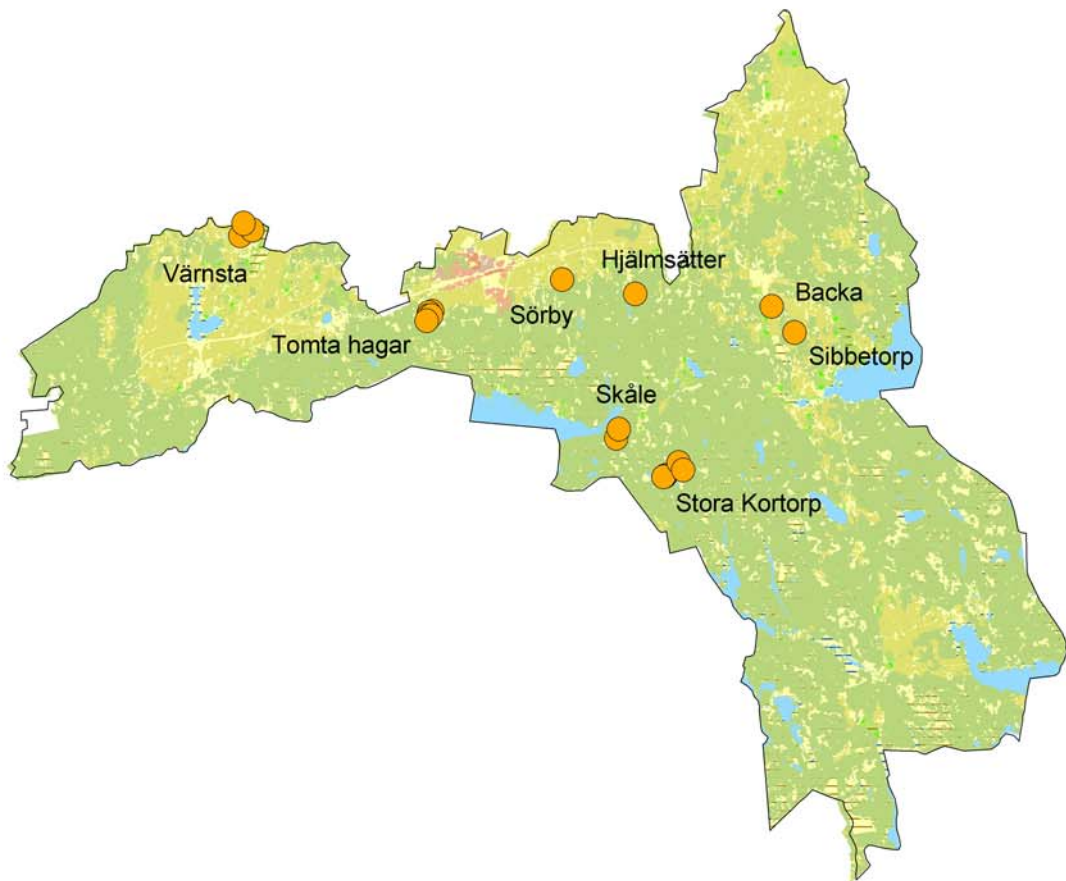 Hjälmsätter
Värnsta
Backa
Sörby
Tomta hagar
Sibbetorp
Skåle
Stora Kortorp